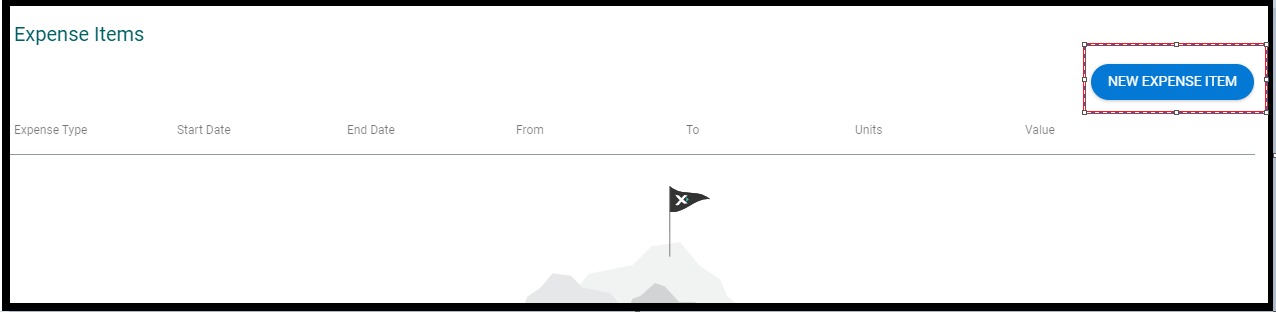 Expense Items
NEW EXPENSE ITEM
Expense Type Start Date End Date From To Units Value